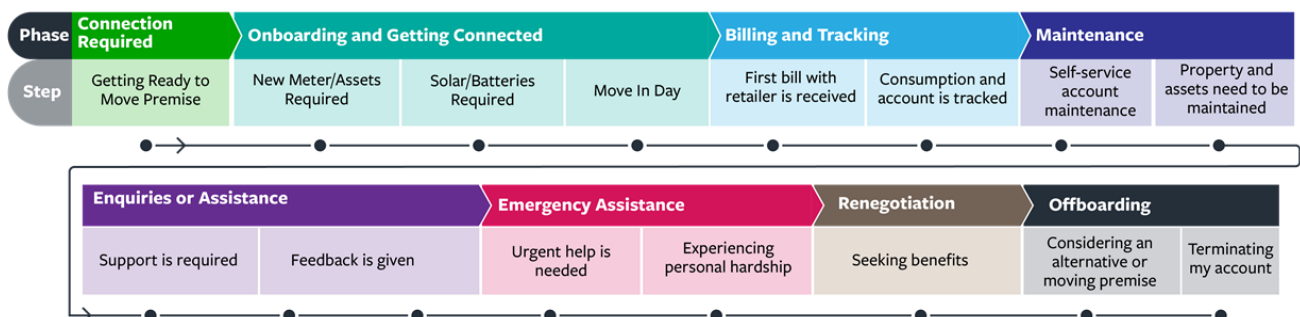 Phase
Connection
Required
Onboarding and Getting Connected
Billing and Tracking
Maintenance
Step
Getting Ready to
Move Premise
New Meter/Assets
Required
Solar/Batteries
Required
Move In Day
First bill with
retailer is received
Consumption and
account is tracked
Self-service
account
maintenance
Property and
assets need to be
maintained
Enquiries or Assistance
Emergency Assistance
Renegotiation
Offboarding
Support is required
Feedback is given
Urgent help is
needed
Experiencing
personal hardship
Seeking benefits
Considering an
alternative or
moving premise
Terminating
my account